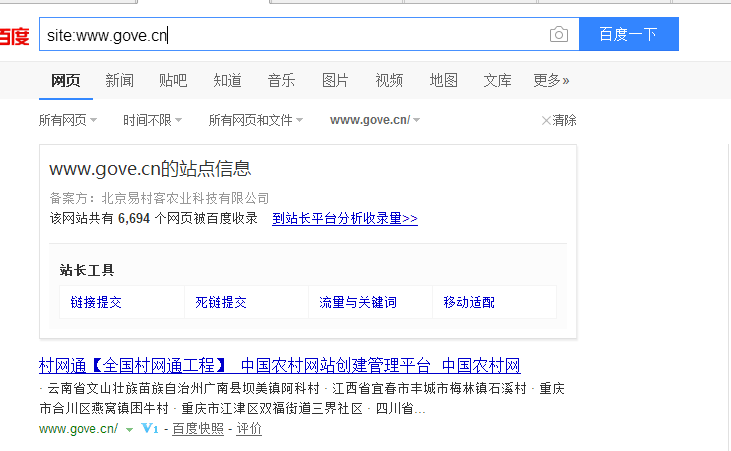 百度 site:www.gove.cn 百度一下
网页 新闻 贴吧 知道 音乐 图片 视频 地图 文库 更多»
所有网页 时间不限 所有网页和文件 www.gove.cn/ ×清除
www.gove.cn的站点信息
备案方：北京易村客农业科技有限公司
该网站共有 6,694 个网页被百度收录 到站长平台分析收录量>>
站长工具
链接提交 死链提交 流量与关键词 移动适配
村网通【全国村网通工程】_中国农村网站创建管理平台_中国农村网
· 云南省文山壮族苗族自治州广南县坝美镇阿科村 · 江西省宜春市丰城市梅林镇石溪村 · 重庆
市合川区燕窝镇困牛村 · 重庆市江津区双福街道三界社区 · 四川省...
www.gove.cn/ V1 - 百度快照 - 评价